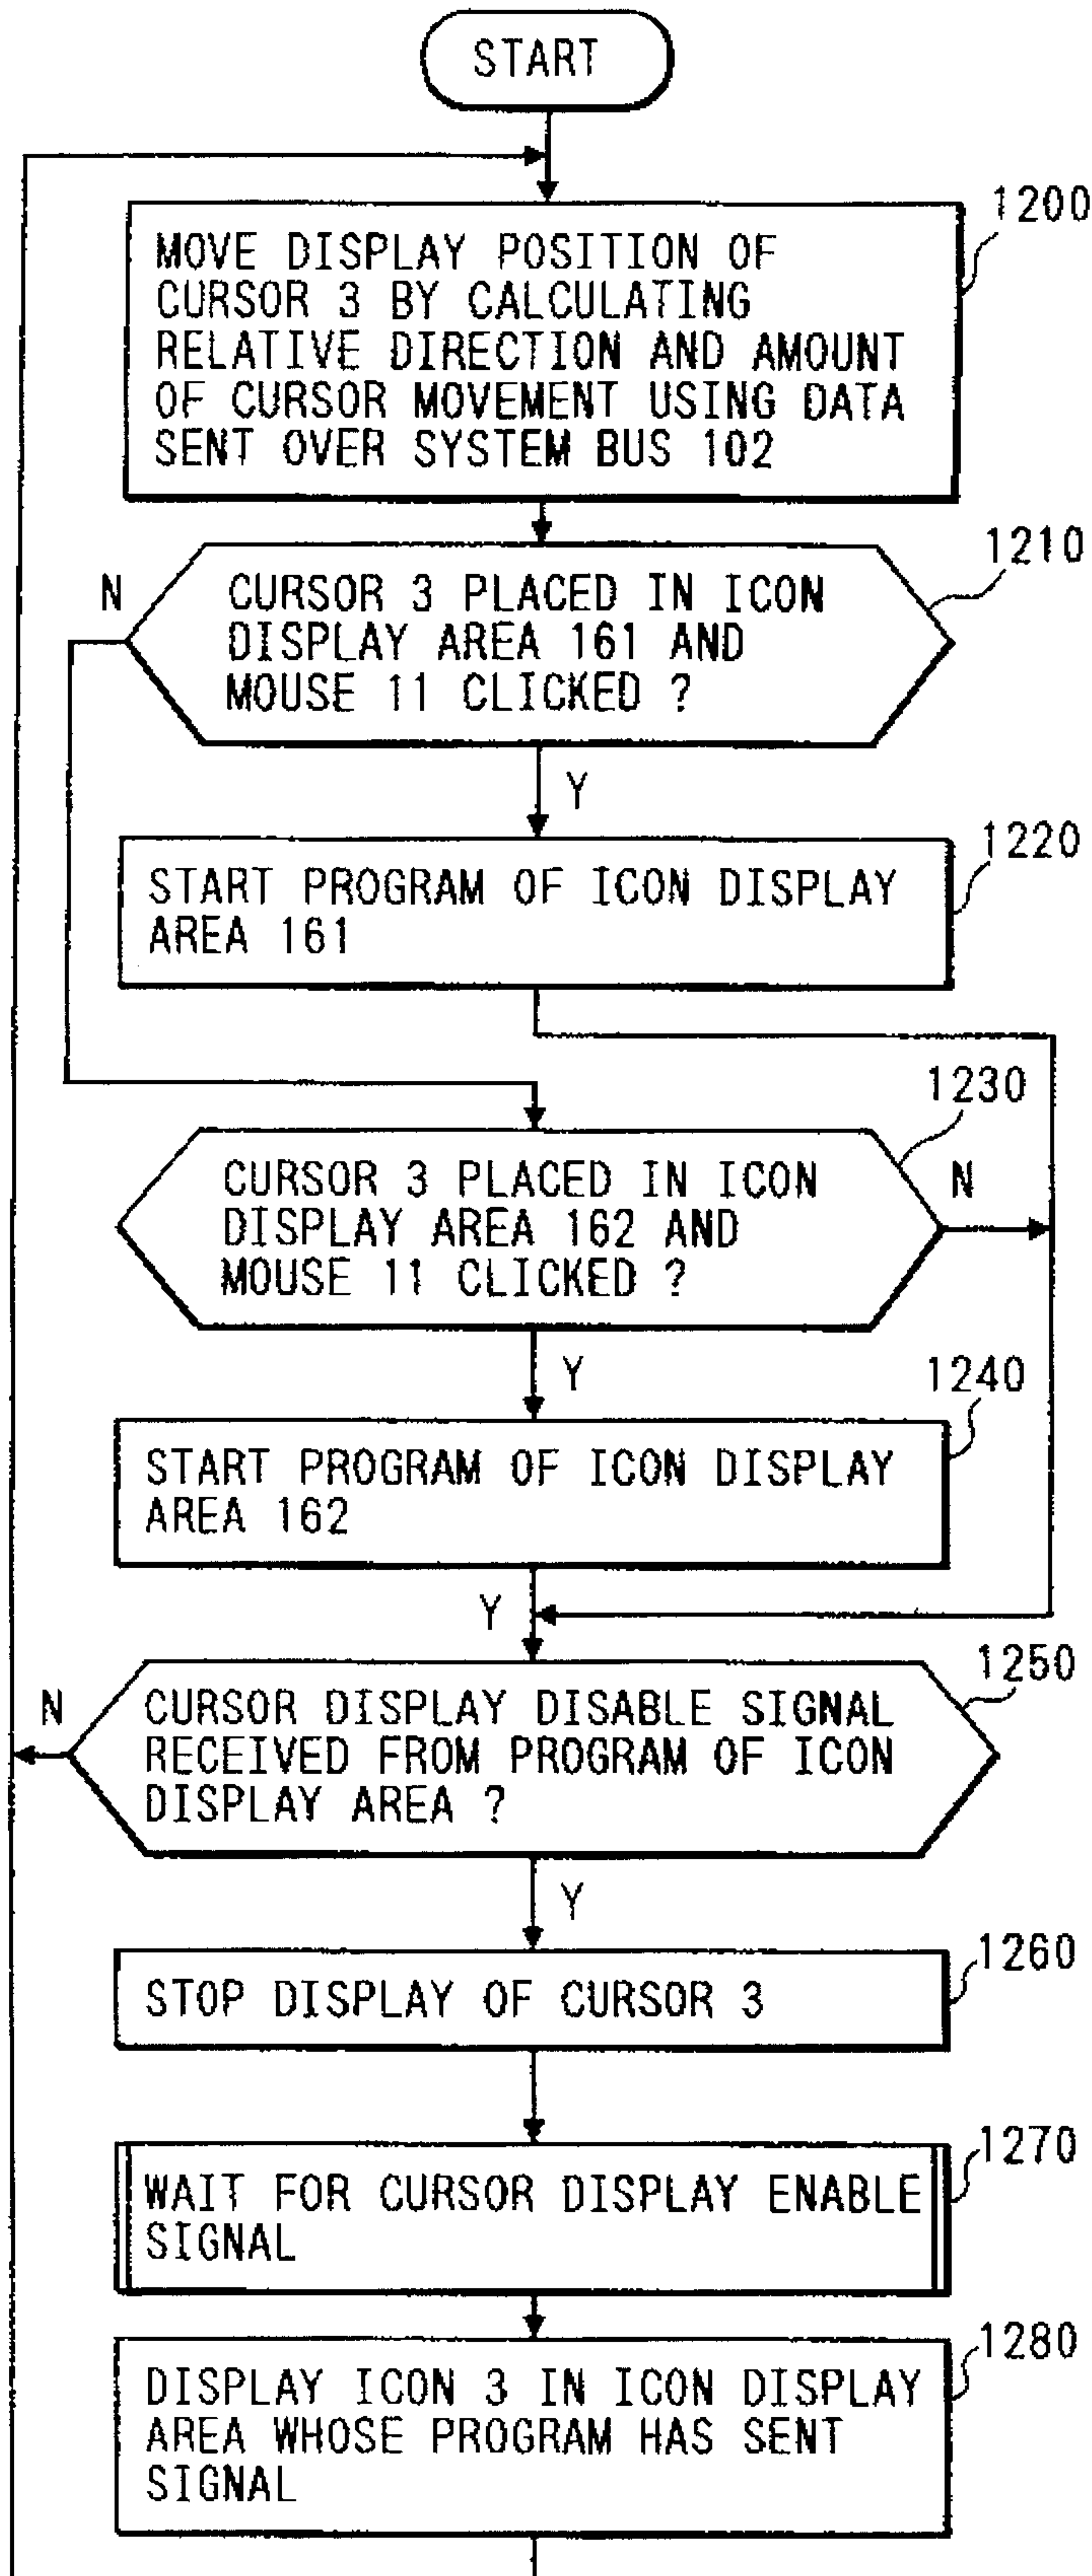 START
1200
MOVE DISPLAY POSITION OF
CURSOR 3 BY CALCULATING
RELATIVE DIRECTION AND AMOUNT
OF CURSOR MOVEMENT USING DATA
SENT OVER SYSTEM BUS 102
1210
N
CURSOR 3 PLACED IN ICON
DISPLAY AREA 161 AND
MOUSE 11 CLICKED ?
Y
1220
START PROGRAM OF ICON DISPLAY
AREA 161
1230
CURSOR 3 PLACED IN ICON
DISPLAY AREA 162 AND
MOUSE 11 CLICKED ?
N
Y
1240
START PROGRAM OF ICON DISPLAY
AREA 162
Y
1250
N
CURSOR DISPLAY DISABLE SIGNAL
RECEIVED FROM PROGRAM OF ICON
DISPLAY AREA ?
Y
1260
STOP DISPLAY OF CURSOR 3
1270
WAIT FOR CURSOR DISPLAY ENABLE
SIGNAL
1280
DISPLAY ICON 3 IN ICON DISPLAY
AREA WHOSE PROGRAM HAS SENT
SIGNAL